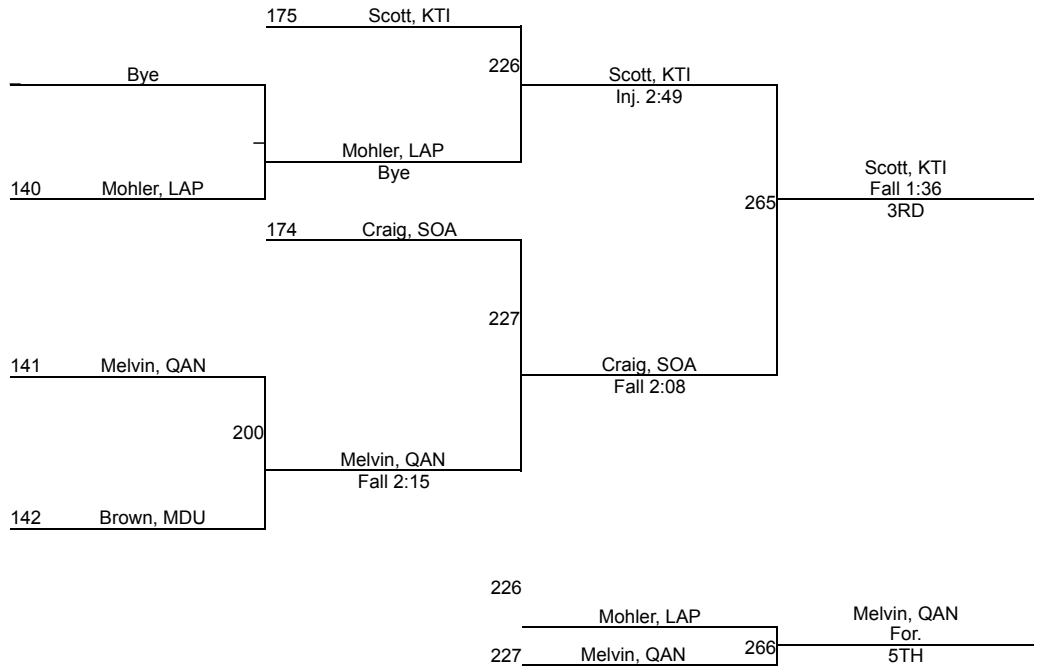 175 Scott, KTI
226
Bye
Scott, KTI
Inj. 2:49
Mohler, LAP
Bye
140 Mohler, LAP
Scott, KTI
Fall 1:36
3RD
265
174 Craig, SOA
227
141 Melvin, QAN
Craig, SOA
Fall 2:08
200
Melvin, QAN
Fall 2:15
142 Brown, MDU
226
Mohler, LAP
Melvin, QAN
For.
5TH
266
227 Melvin, QAN